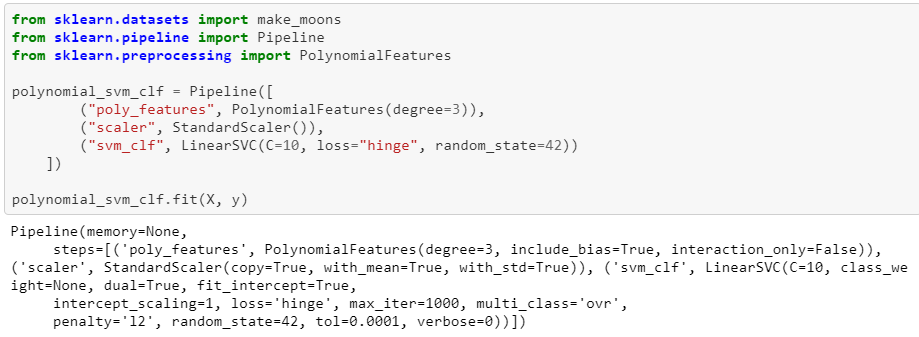 from sklearn.datasets import make_moons
from sklearn.pipeline import Pipeline
from sklearn.preprocessing import PolynomialFeatures

polynomial_svm_clf = Pipeline([
        ("poly_features", PolynomialFeatures(degree=3)),
        ("scaler", StandardScaler()),
        ("svm_clf", LinearSVC(C=10, loss="hinge", random_state=42))
    ])

polynomial_svm_clf.fit(X, y)
Pipeline(memory=None,
     steps=[('poly_features', PolynomialFeatures(degree=3, include_bias=True, interaction_only=False)),
('scaler', StandardScaler(copy=True, with_mean=True, with_std=True)), ('svm_clf', LinearSVC(C=10, class_we
ight=None, dual=True, fit_intercept=True,
     intercept_scaling=1, loss='hinge', max_iter=1000, multi_class='ovr',
     penalty='l2', random_state=42, tol=0.0001, verbose=0))])